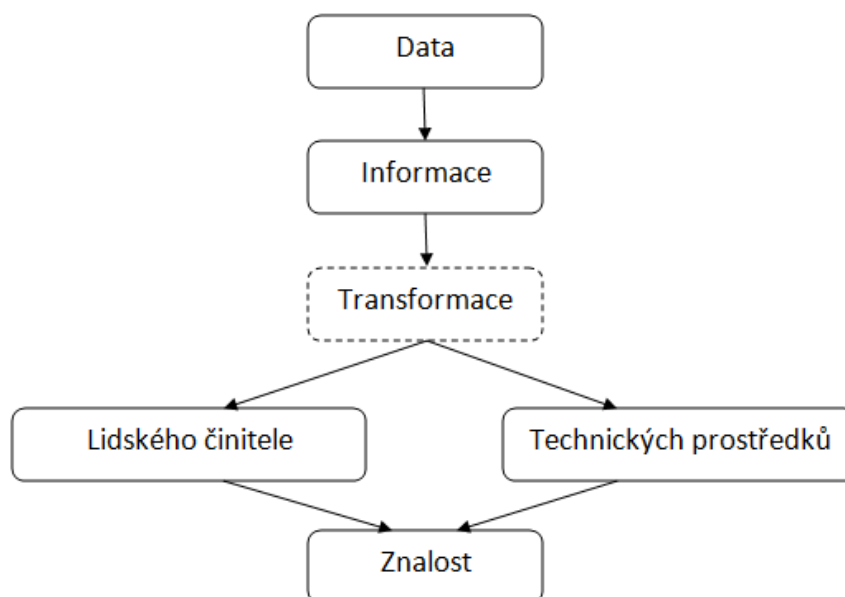 Data
Informace
Transformace
Lidského činitele
Technických prostředků
Znalost